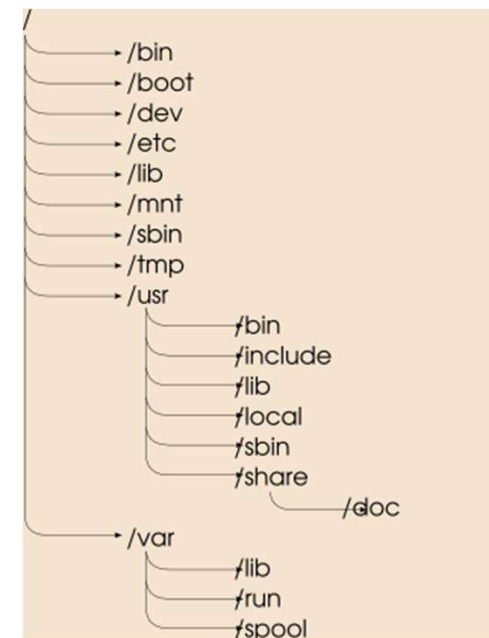 /
/bin
/boot
/dev
/etc
/lib
/mnt
/sbin
/tmp
/usr
/bin
/include
/lib
/local
/sbin
/share
/doc
/var
/lib
/run
/spool